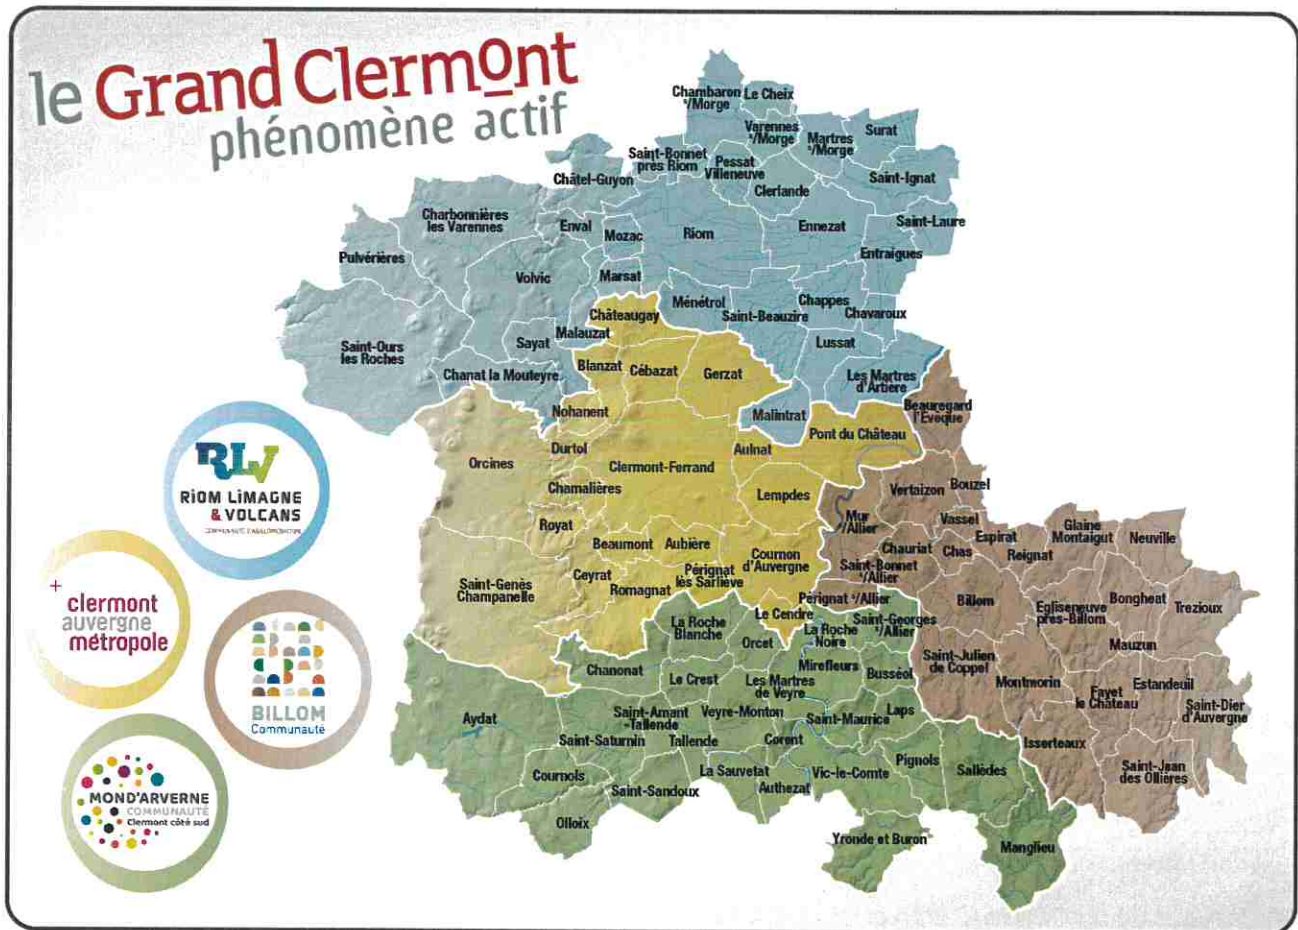 le Grand Clermont
phénomène actif
Chambaron
s/Morge
Le Cheix
Varennes
s/Morge
Martres
s/Morge
Surat
Saint-Bonnet
près Riom
Pessat
Villeneuve
Châtel-Guyon
Clerlande
Saint-Ignat
Charbonnières
les Varennes
Enval
Mozac
Riom
Ennezat
Saint-Laure
Pulvérières
Entraigues
Volvic
Marsat
Ménétrol
Saint-Beauzire
Chappes
Chavaroux
Châteaugay
Malauzat
Sayat
Saint-Ours
les Roches
Lussat
Chanat la Mouteyre
Blanzat
Cébazat
Gerzat
Les Martres
d'Artière
Nohanent
Malintrat
Beauregard
l'Eveque
Pont du Château
Durtol
Aulnat
Orcines
Clermont-Ferrand
Chamalières
Lempdes
Vertaizon
Bouzel
Royat
Mur
/Allier
Vassel
Espirat
Glaine
Montaigut
Neuville
Beaumont
Aubière
Cournon
d'Auvergne
Chauriat
Chas
Reignat
Saint-Bonnet
s/Allier
Ceyrat
Romagnat
Pérignat
lès Sarliève
Saint-Genès
Champanelle
Pérignat s/Allier
Billom
Egliseneuve
près-Billom
Bongheat
Trezioux
Le Cendre
La Roche
Blanche
Orcet
La Roche
Noire
Saint-Georges
s/Allier
Mauzun
Chanonat
Le Crest
Les Martres
de Veyre
Mirefleurs
Busséol
Saint-Julien
de Coppel
Montmorin
Fayet
le Château
Estandeuil
Saint-Dier
d'Auvergne
Aydat
Saint-Amant
-Tallende
Veyre-Monton
Saint-Maurice
Laps
Saint-Saturnin
Tallende
Corent
Isserteaux
Cournols
La Sauvetat
Vic-le-Comte
Pignols
Sallèdes
Saint-Jean
des Ollières
Saint-Sandoux
Authezat
Olloix
Yronde et Buron
Manglieu
RLV
RIOM LIMAGNE
& VOLCANS
COMMUNAUTÉ D'AGGLOMÉRATION
+
clermont
auvergne
métropole
BILLOM
Communauté
MOND'ARVERNE
COMMUNAUTÉ
Clermont côté sud